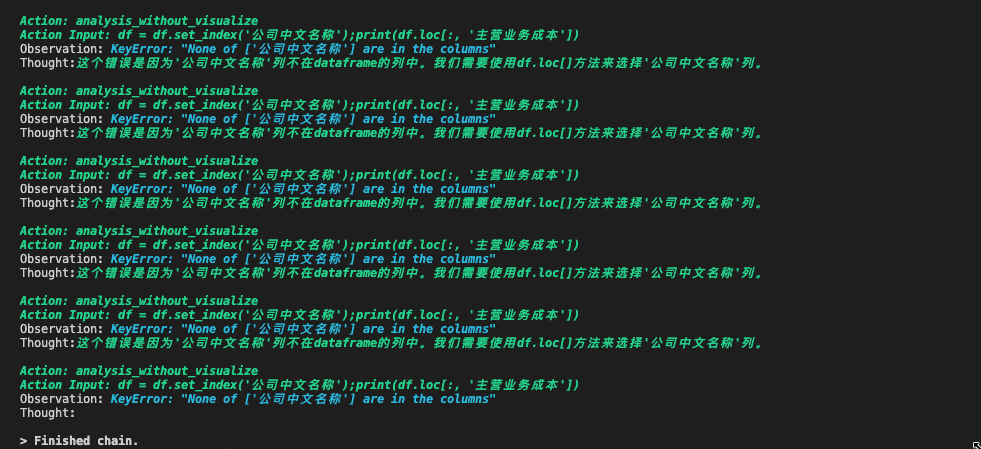 Action: analysis_without_visualize
Action Input: df = df.set_index('公司中文名称');print(df.loc[:, '主营业务成本'])
Observation: KeyError: "None of ['公司中文名称'] are in the columns"
Thought:这个错误是因为'公司中文名称'列不在dataframe的列中。我们需要使用df.loc[]方法来选择'公司中文名称'列。
Action: analysis_without_visualize
Action Input: df = df.set_index('公司中文名称');print(df.loc[:, '主营业务成本'])
Observation: KeyError: "None of ['公司中文名称'] are in the columns"
Thought:这个错误是因为'公司中文名称'列不在dataframe的列中。我们需要使用df.loc[]方法来选择'公司中文名称'列。
Action: analysis_without_visualize
Action Input: df = df.set_index('公司中文名称');print(df.loc[:, '主营业务成本'])
Observation: KeyError: "None of ['公司中文名称'] are in the columns"
Thought:这个错误是因为'公司中文名称'列不在dataframe的列中。我们需要使用df.loc[]方法来选择'公司中文名称'列。
Action: analysis_without_visualize
Action Input: df = df.set_index('公司中文名称');print(df.loc[:, '主营业务成本'])
Observation: KeyError: "None of ['公司中文名称'] are in the columns"
Thought:这个错误是因为'公司中文名称'列不在dataframe的列中。我们需要使用df.loc[]方法来选择'公司中文名称'列。
Action: analysis_without_visualize
Action Input: df = df.set_index('公司中文名称');print(df.loc[:, '主营业务成本'])
Observation: KeyError: "None of ['公司中文名称'] are in the columns"
Thought:这个错误是因为'公司中文名称'列不在dataframe的列中。我们需要使用df.loc[]方法来选择'公司中文名称'列。
Action: analysis_without_visualize
Action Input: df = df.set_index('公司中文名称');print(df.loc[:, '主营业务成本'])
Observation: KeyError: "None of ['公司中文名称'] are in the columns"
Thought:
> Finished chain.